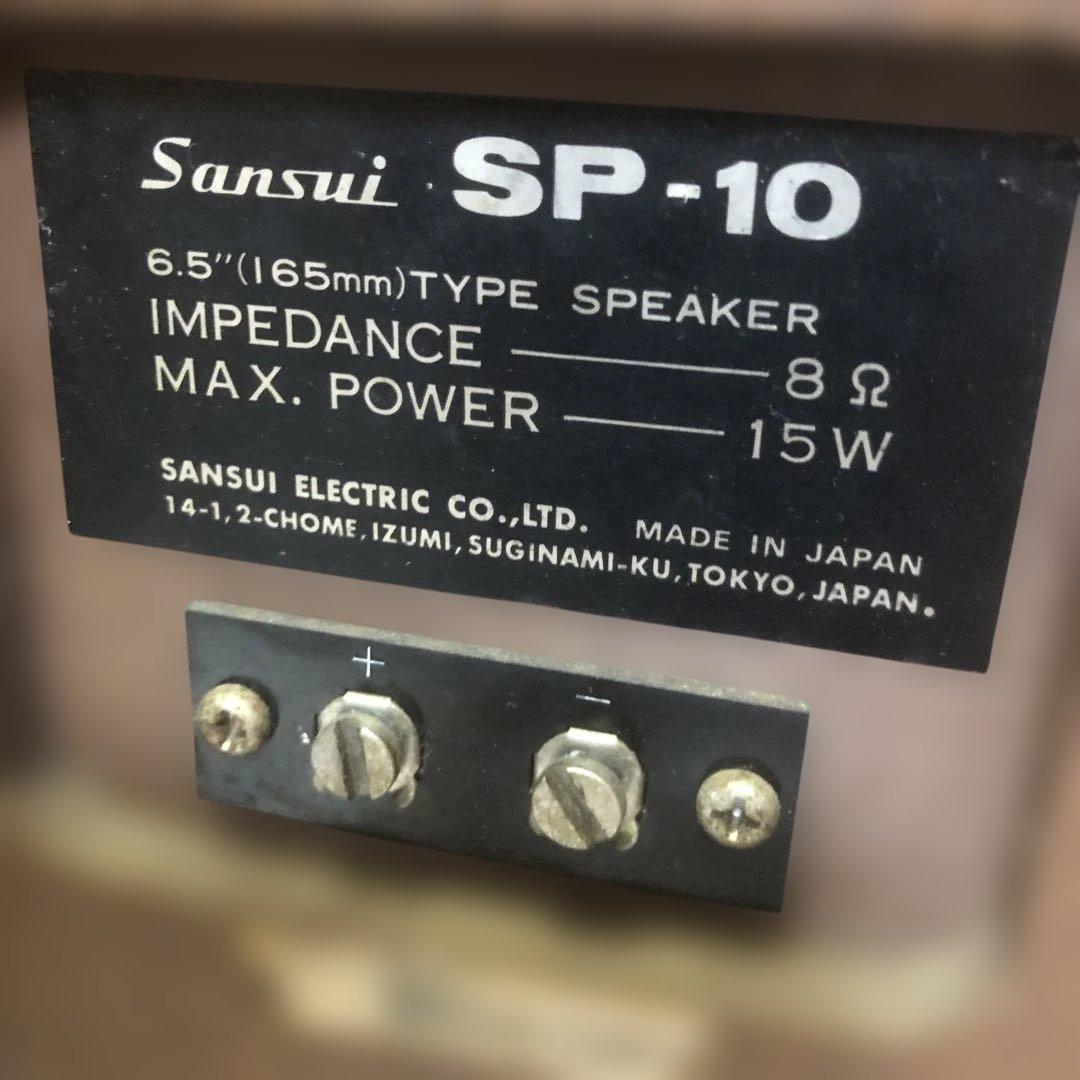 Sansui SP-10
6.5"(165mm)TYPE SPEAKER
IMPEDANCE 8 Ω
MAX. POWER 15W
SANSUI ELECTRIC CO.,LTD. MADE IN JAPAN
14-1,2-CHOME,IZUMI,SUGINAMI-KU,TOKYO,JAPAN.
+ −